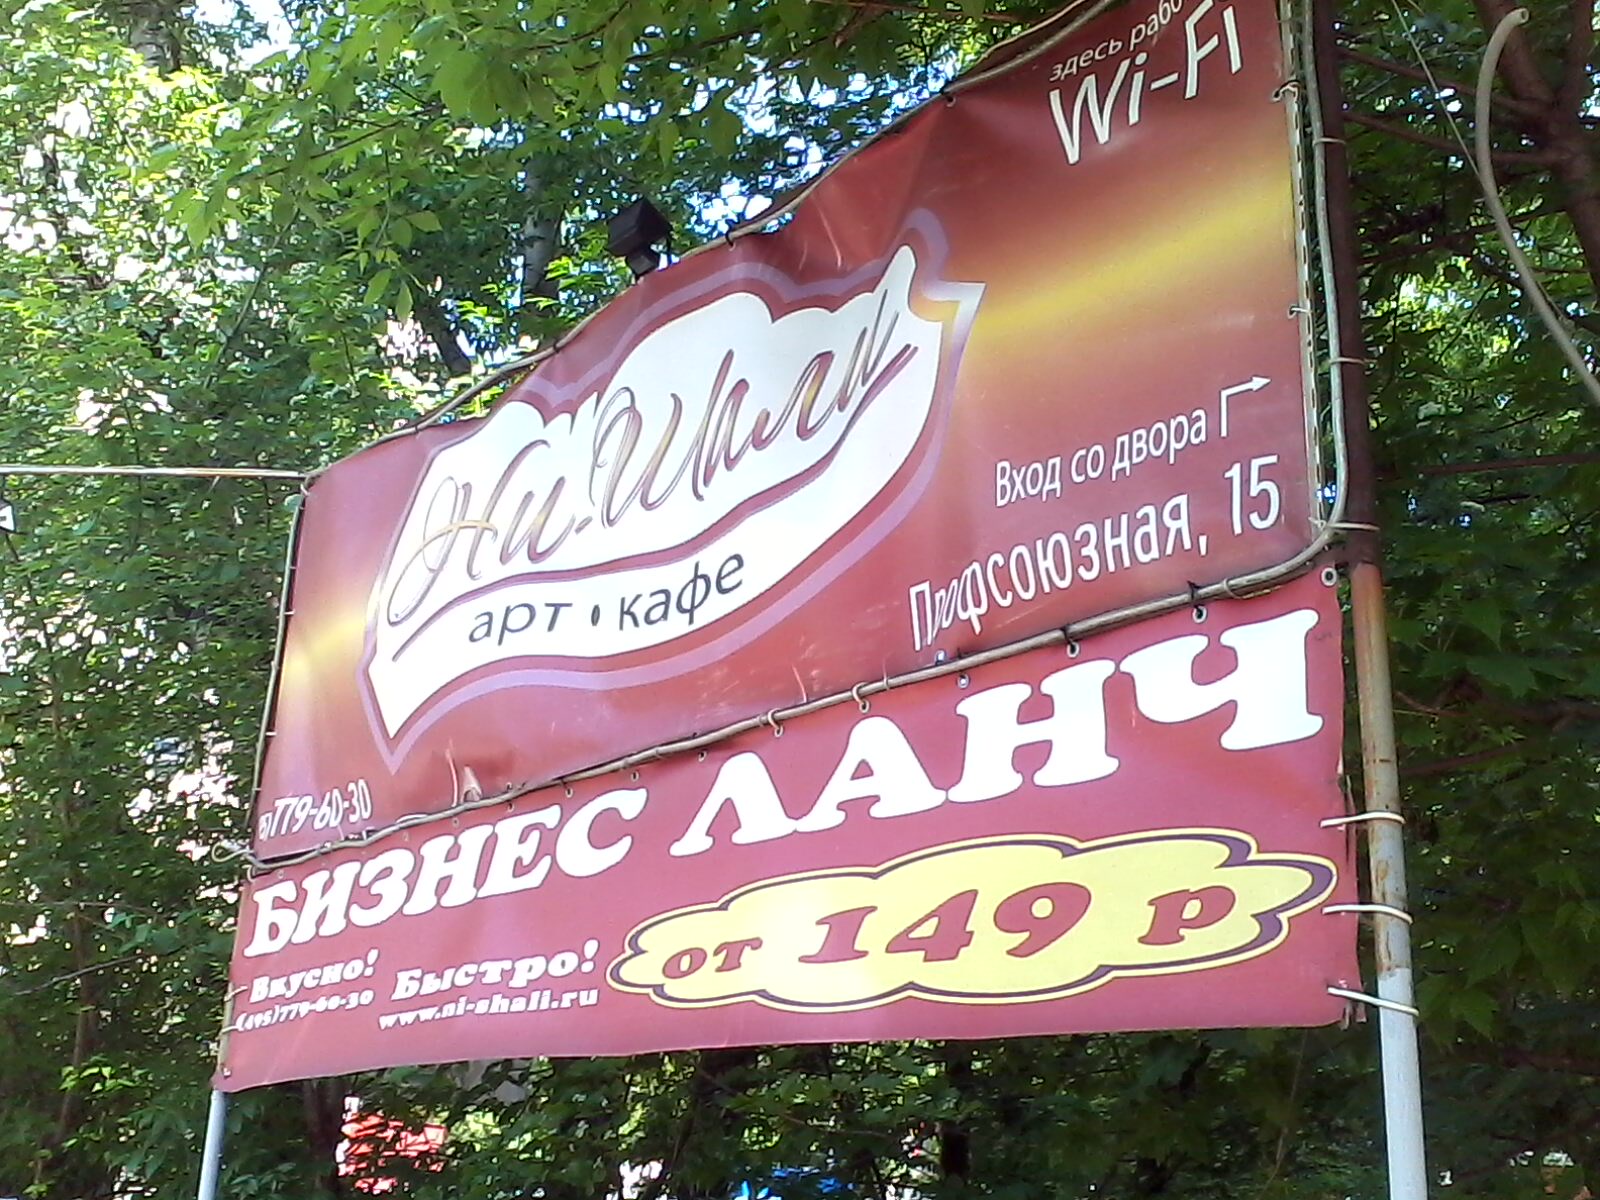 здесь рабо
Wi-Fi
Ни-Шали
арт • кафе
Вход со двора
Профсоюзная, 15
779-60-30
БИЗНЕС ЛАНЧ
от 149 р
Вкусно! Быстро!
(495)779-60-30 www.ni-shali.ru